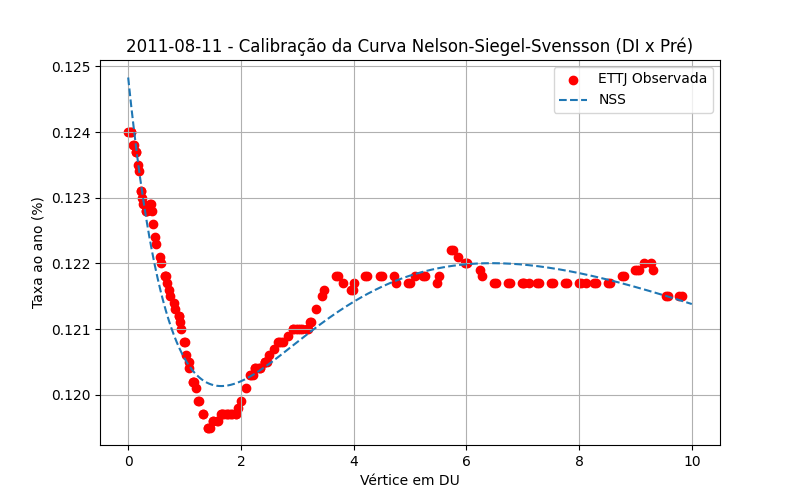 2011-08-11 - Calibração da Curva Nelson-Siegel-Svensson (DI x Pré)
ETTJ Observada
NSS
Taxa ao ano (%)
0.125
0.124
0.123
0.122
0.121
0.120
0 2 4 6 8 10
Vértice em DU